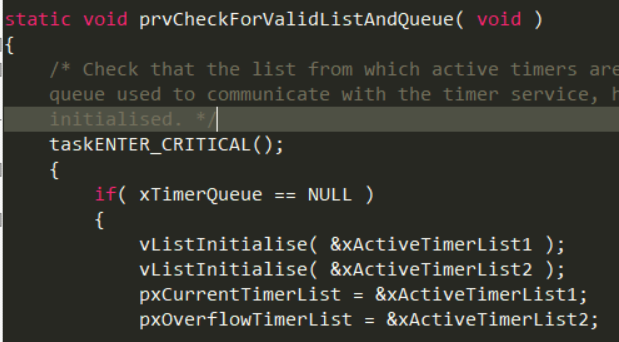 static void prvCheckForValidListAndQueue( void )
{
/* Check that the list from which active timers are
queue used to communicate with the timer service, h
initialised. */
taskENTER_CRITICAL();
{
if( xTimerQueue == NULL )
{
vListInitialise( &xActiveTimerList1 );
vListInitialise( &xActiveTimerList2 );
pxCurrentTimerList = &xActiveTimerList1;
pxOverflowTimerList = &xActiveTimerList2;